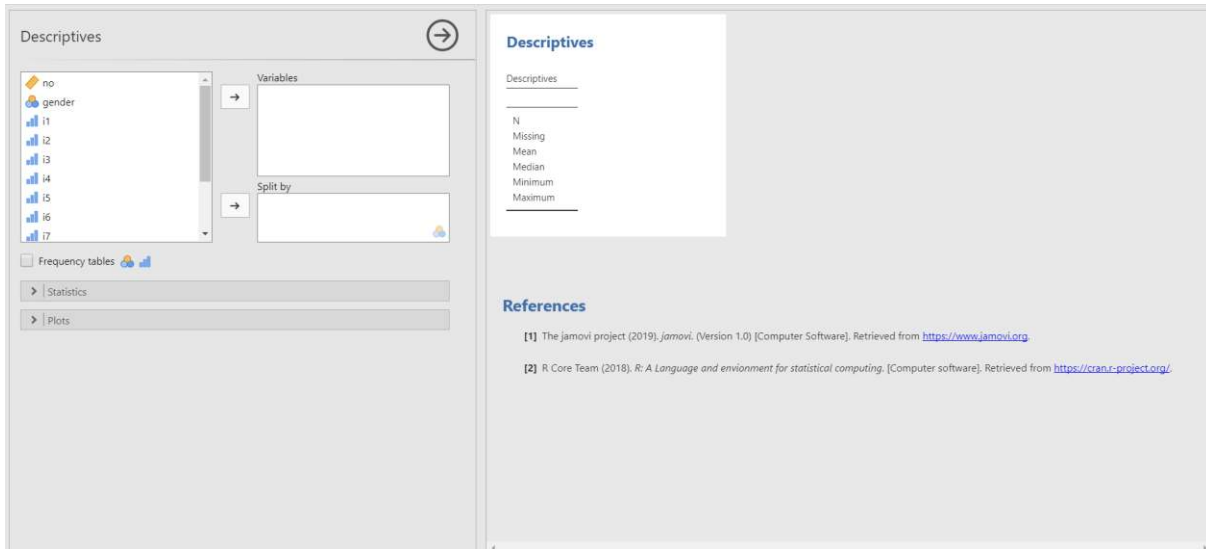 Descriptives
no
gender
i1
i2
i3
i4
i5
i6
i7
Variables
Split by
Frequency tables
Statistics
Plots
Descriptives
Descriptives
N
Missing
Mean
Median
Minimum
Maximum
References
[1] The jamovi project (2019). jamovi. (Version 1.0) [Computer Software]. Retrieved from https://www.jamovi.org.
[2] R Core Team (2018). R: A Language and envionment for statistical computing. [Computer software]. Retrieved from https://cran.r-project.org/.